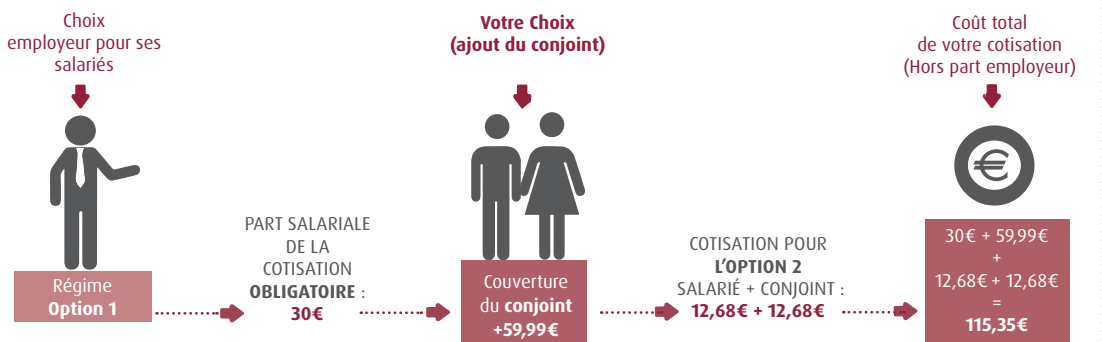 Choix
employeur pour ses
salariés
Régime
Option 1
PART SALARIALE
DE LA
COTISATION
OBLIGATOIRE :
30€
Votre Choix
(ajout du conjoint)
Couverture
du conjoint
+59,99€
COTISATION POUR
L'OPTION 2
SALARIÉ + CONJOINT :
12,68€ + 12,68€
Coût total
de votre cotisation
(Hors part employeur)
€
30€ + 59,99€
+
12,68€ + 12,68€
=
115,35€